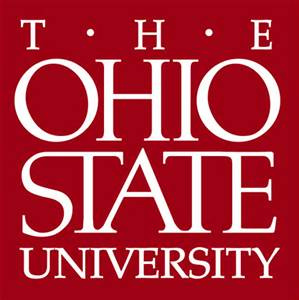 T · H · E
OHIO
STATE
UNIVERSITY